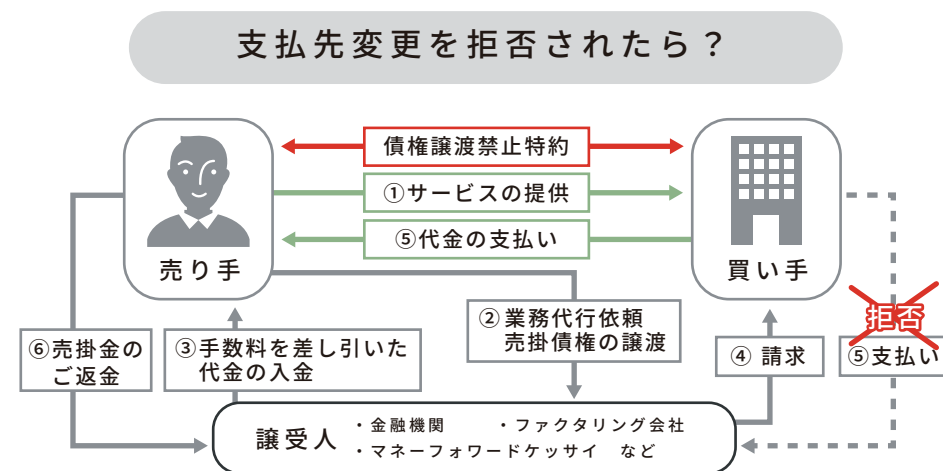 支払先変更を拒否されたら？
債権譲渡禁止特約
①サービスの提供
⑤代金の支払い
売り手
買い手
②業務代行依頼
売掛債権の譲渡
拒否
⑥売掛金の
ご返金
③手数料を差し引いた
代金の入金
④ 請求
⑤支払い
譲受人
・金融機関 ・ファクタリング会社
・マネーフォワードケッサイ など